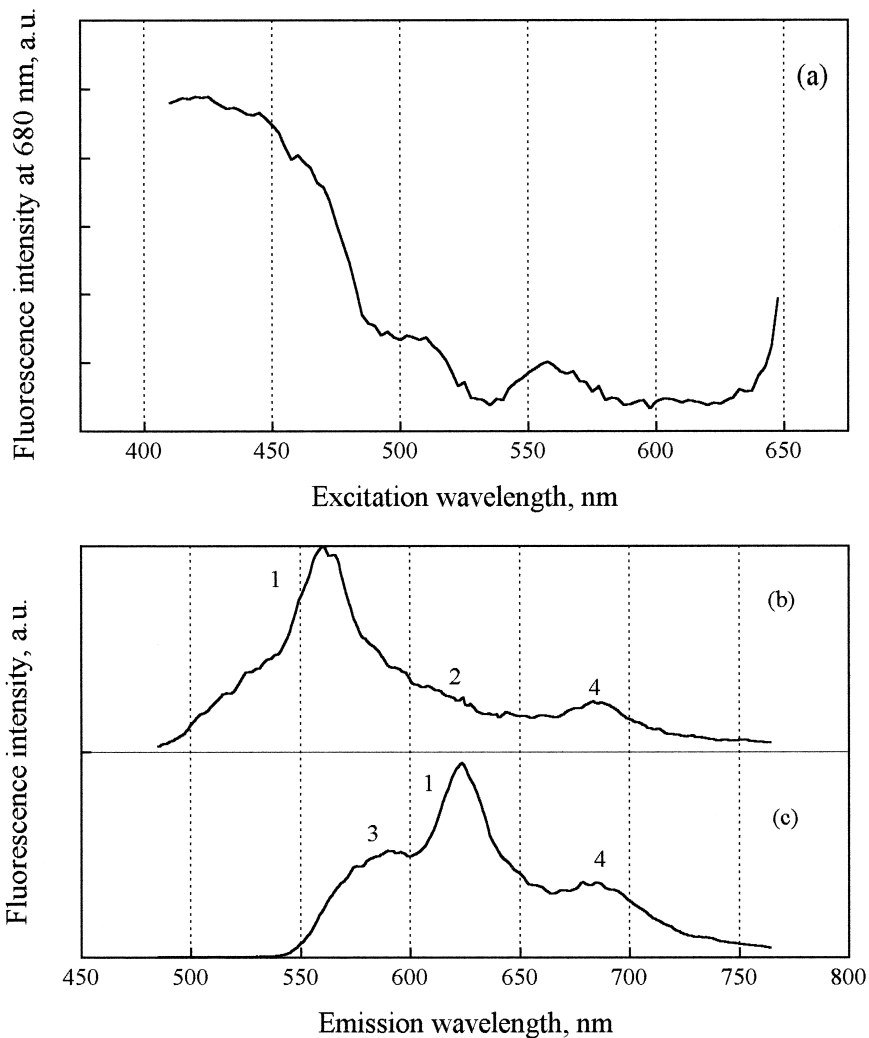 Fluorescence intensity at 680 nm, a.u.
(a)
400 450 500 550 600 650
Excitation wavelength, nm
Fluorescence intensity, a.u.
1
(b)
2
4
1
(c)
3
4
450 500 550 600 650 700 750 800
Emission wavelength, nm